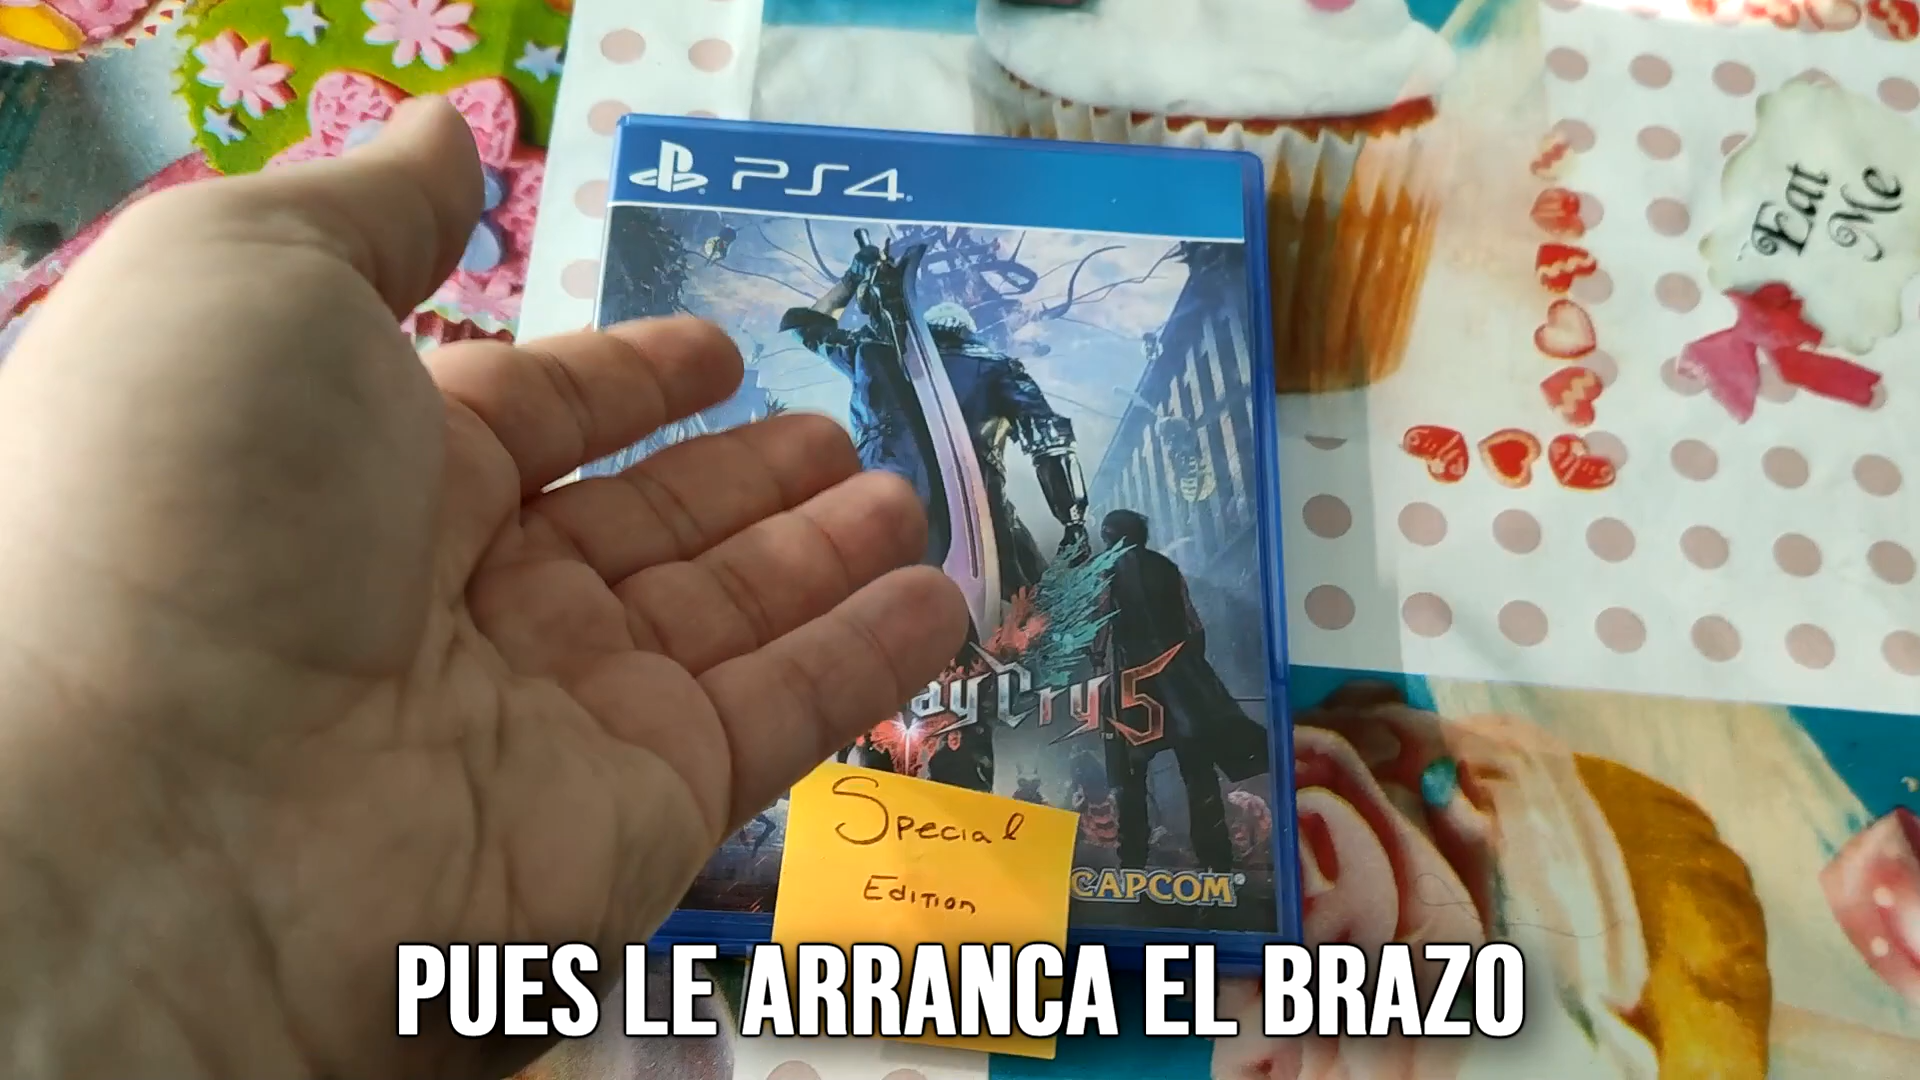 PS4
Eat
Me
ay Cry 5
Special
Edition
CAPCOM
PUES LE ARRANCA EL BRAZO